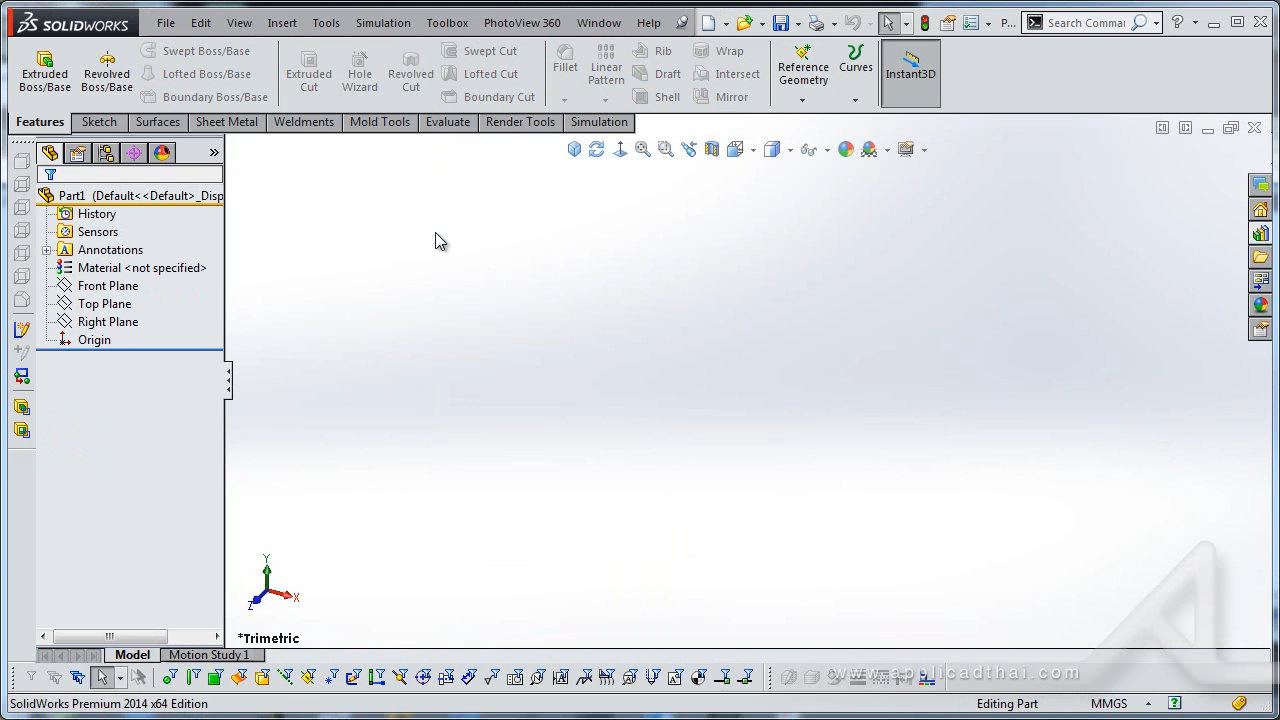 SOLIDWORKS File Edit View Insert Tools Simulation Toolbox PhotoView 360 Window Help P... Search Comma
Extruded Boss/Base
Revolved Boss/Base
Swept Boss/Base
Lofted Boss/Base
Boundary Boss/Base
Extruded Cut
Hole Wizard
Revolved Cut
Swept Cut
Lofted Cut
Boundary Cut
Fillet
Linear Pattern
Rib
Draft
Shell
Wrap
Intersect
Mirror
Reference Geometry
Curves
Instant3D
Features Sketch Surfaces Sheet Metal Weldments Mold Tools Evaluate Render Tools Simulation
Part1 (Default<<Default>_Disp
History
Sensors
Annotations
Material <not specified>
Front Plane
Top Plane
Right Plane
Origin
Y
X
Z
*Trimetric
Model Motion Study 1
www.applicadthai.com
SolidWorks Premium 2014 x64 Edition Editing Part MMGS